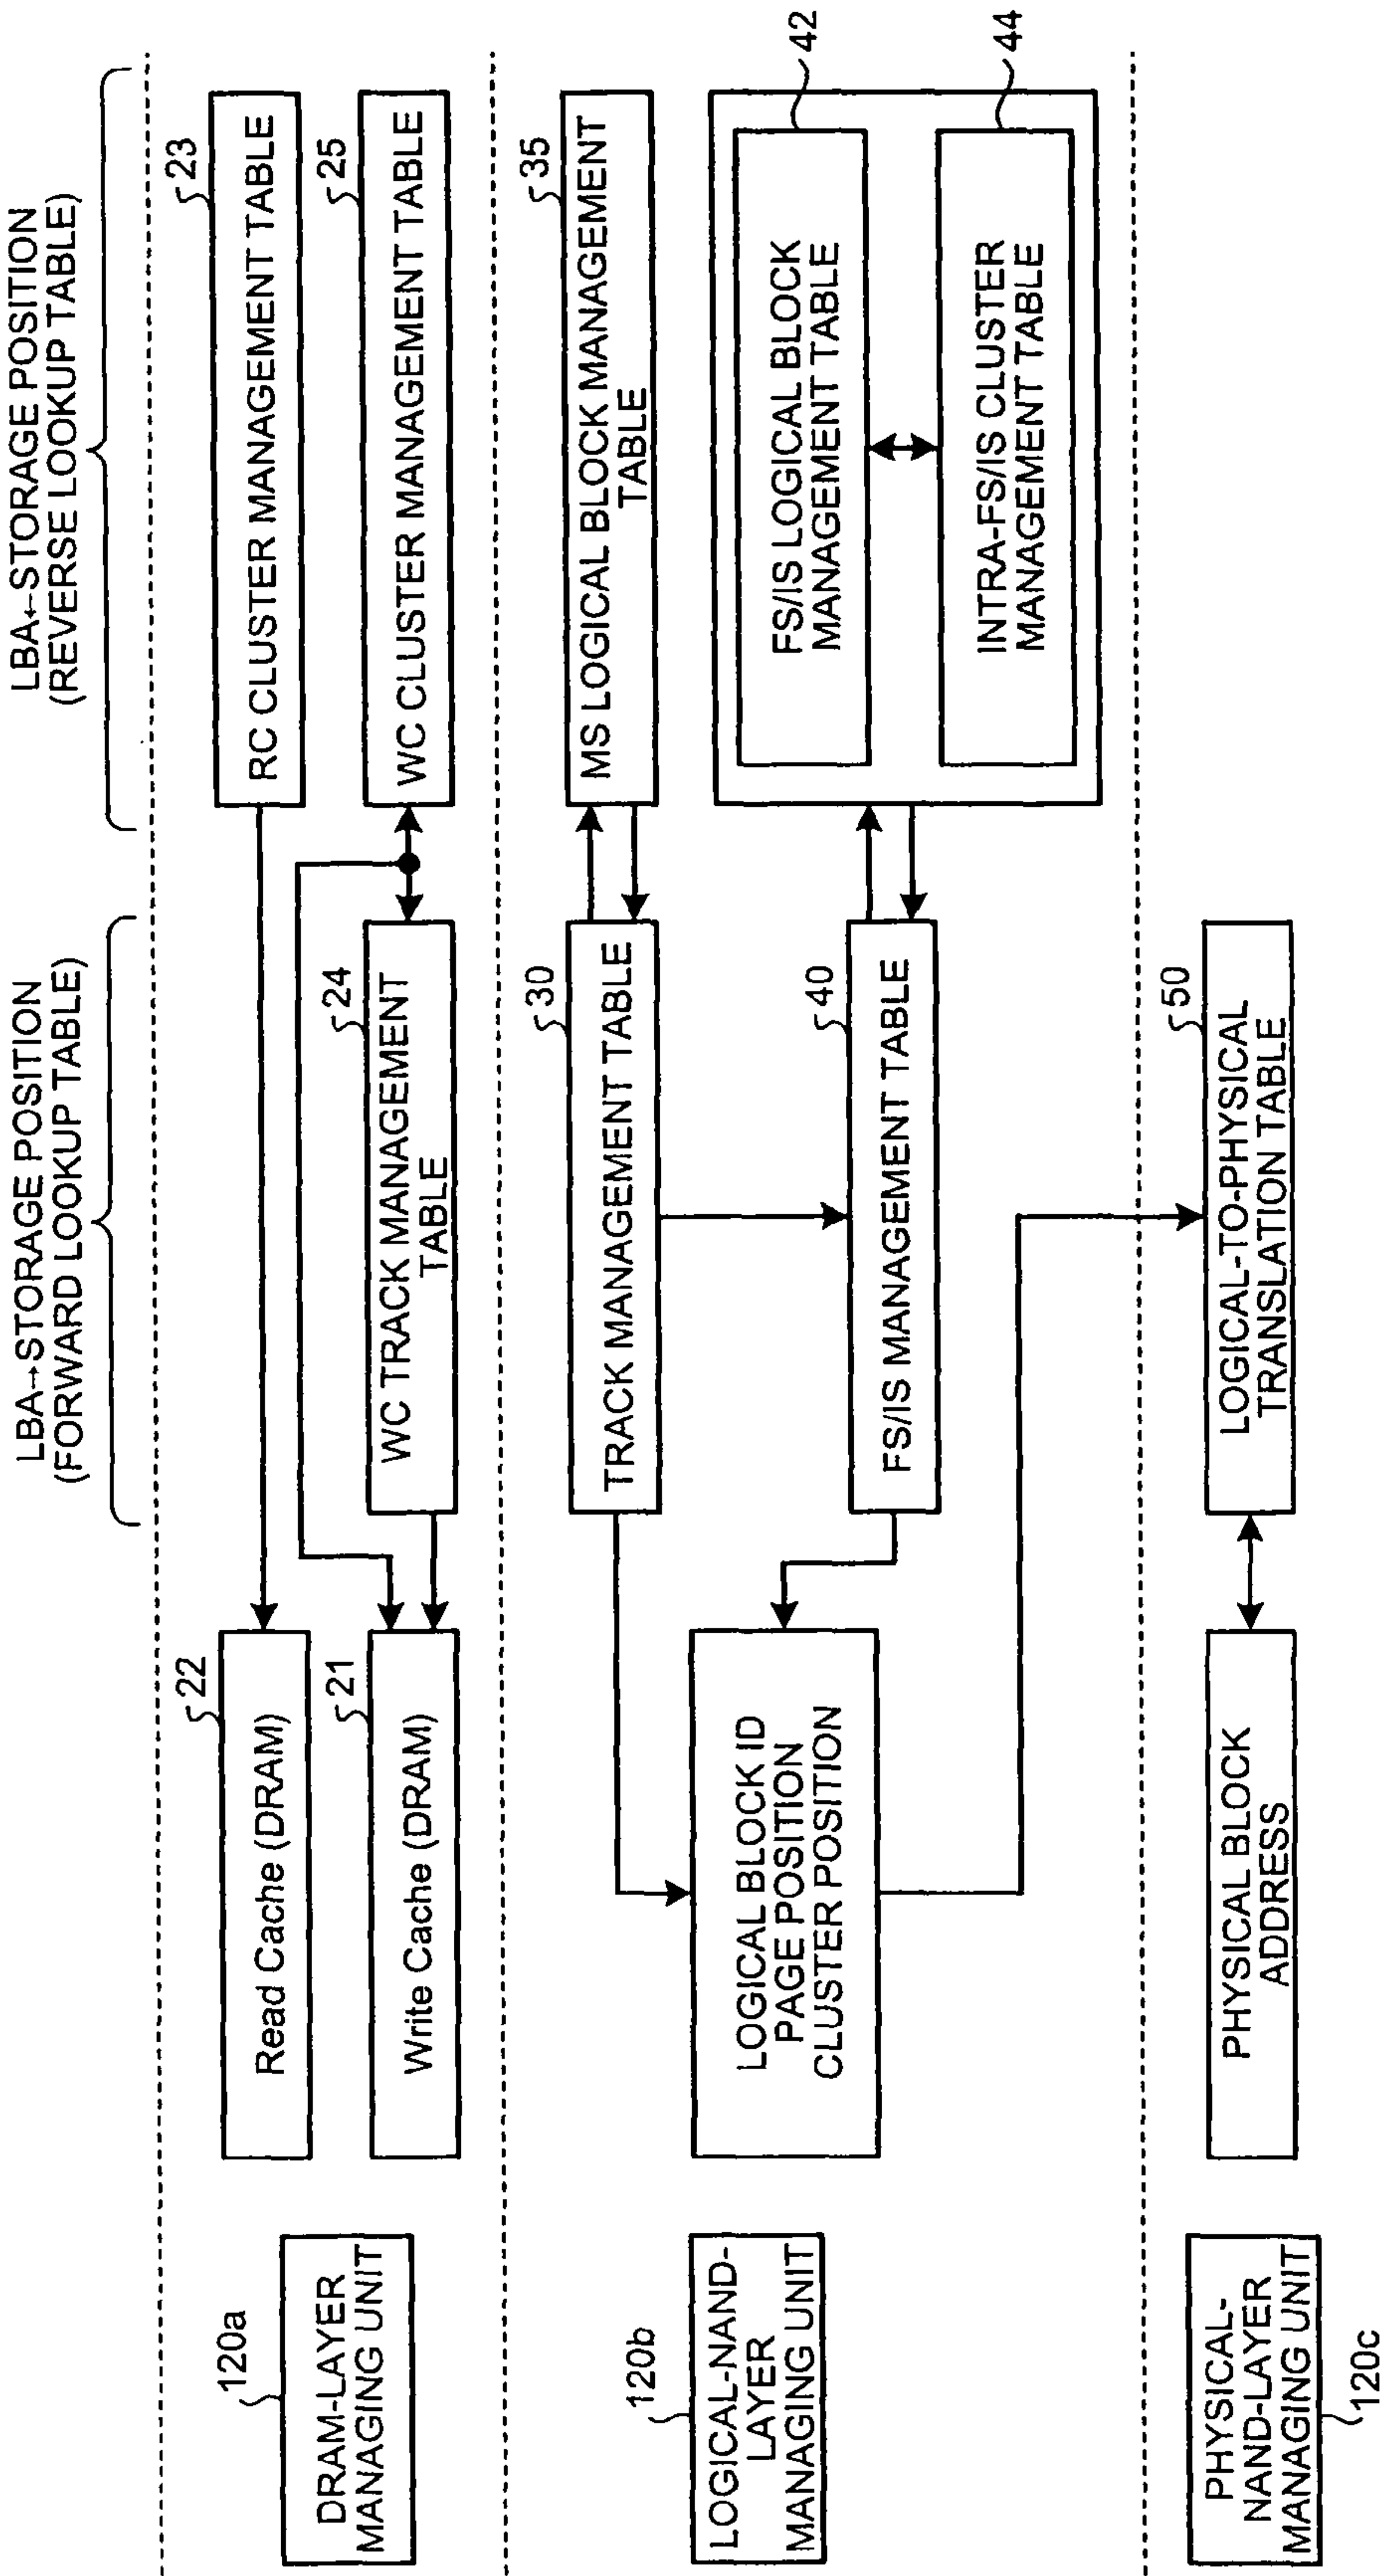 LBA→STORAGE POSITION
(FORWARD LOOKUP TABLE)
LBA←STORAGE POSITION
(REVERSE LOOKUP TABLE)
120a
DRAM-LAYER
MANAGING UNIT
22
Read Cache (DRAM)
23
RC CLUSTER MANAGEMENT TABLE
21
Write Cache (DRAM)
24
WC TRACK MANAGEMENT
TABLE
25
WC CLUSTER MANAGEMENT TABLE
120b
LOGICAL-NAND-
LAYER
MANAGING UNIT
LOGICAL BLOCK ID
PAGE POSITION
CLUSTER POSITION
30
TRACK MANAGEMENT TABLE
35
MS LOGICAL BLOCK MANAGEMENT
TABLE
40
FS/IS MANAGEMENT TABLE
42
FS/IS LOGICAL BLOCK
MANAGEMENT TABLE
44
INTRA-FS/IS CLUSTER
MANAGEMENT TABLE
PHYSICAL-
NAND-LAYER
MANAGING UNIT
120c
PHYSICAL BLOCK
ADDRESS
50
LOGICAL-TO-PHYSICAL
TRANSLATION TABLE